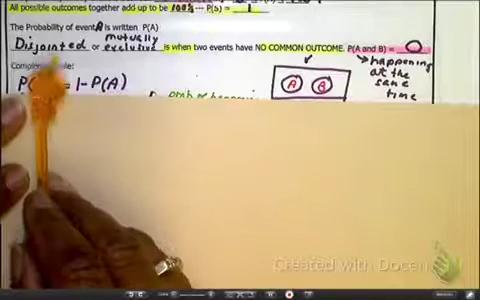 All possible outcomes together add up to be 100% --- P(s) = 1
The Probability of event A is written P(A)
Disjointed or mutually exclusive is when two events have NO COMMON OUTCOME. P(A and B) = 0
happening
at the
same
time
A B
= 1 - P(A)
Created with